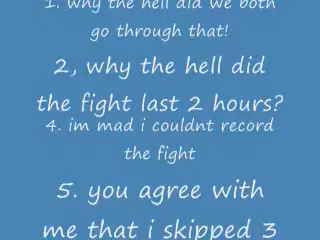 1. why the hell did we both
go through that!
2, why the hell did
the fight last 2 hours?
4. im mad i couldnt record
the fight
5. you agree with
me that i skipped 3